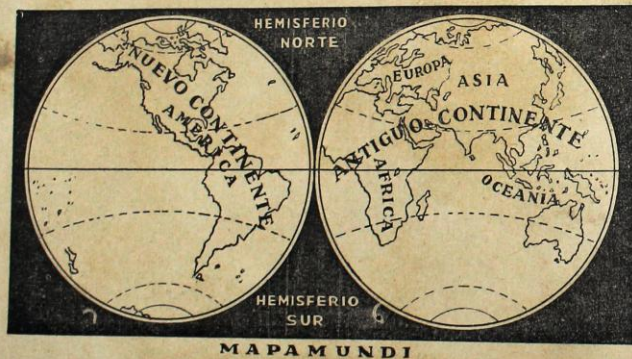 HEMISFERIO
NORTE
NUEVO CONTINENTE
AMERICA
EUROPA
ASIA
ANTIGUO CONTINENTE
AFRICA
OCEANIA
HEMISFERIO
SUR
MAPAMUNDI